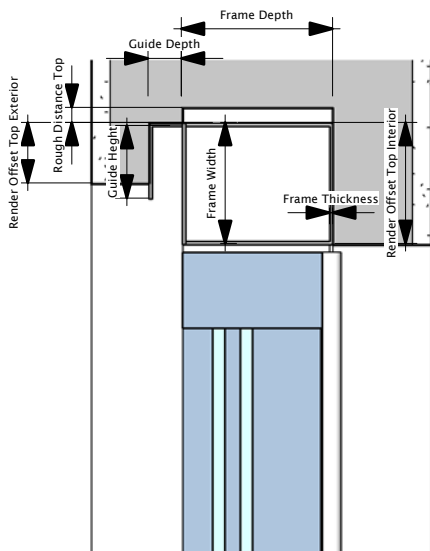 Frame Depth
Guide Depth
Render Offset Top Exterior
Rough Distance Top
Guide Heght
Frame Width
Frame Thickness
Render Offset Top Interior